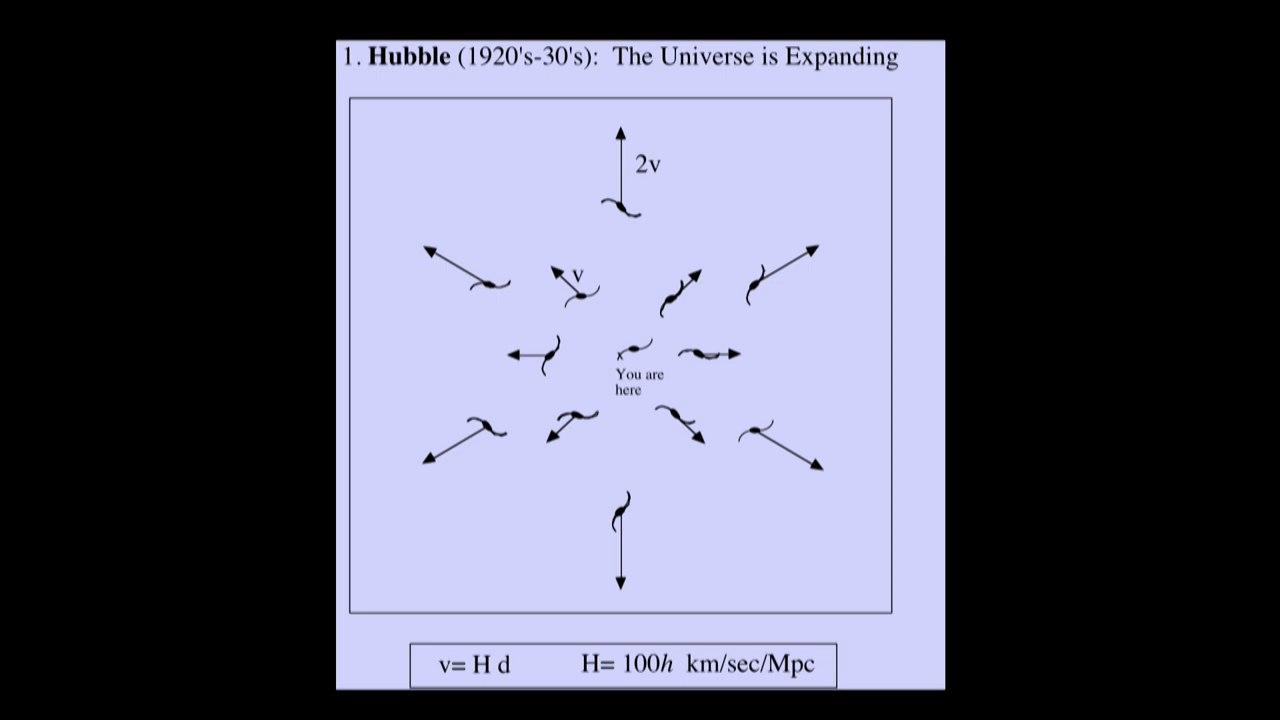 1. Hubble (1920's-30's): The Universe is Expanding
2v
v
x
You are
here
v= H d H= 100h km/sec/Mpc